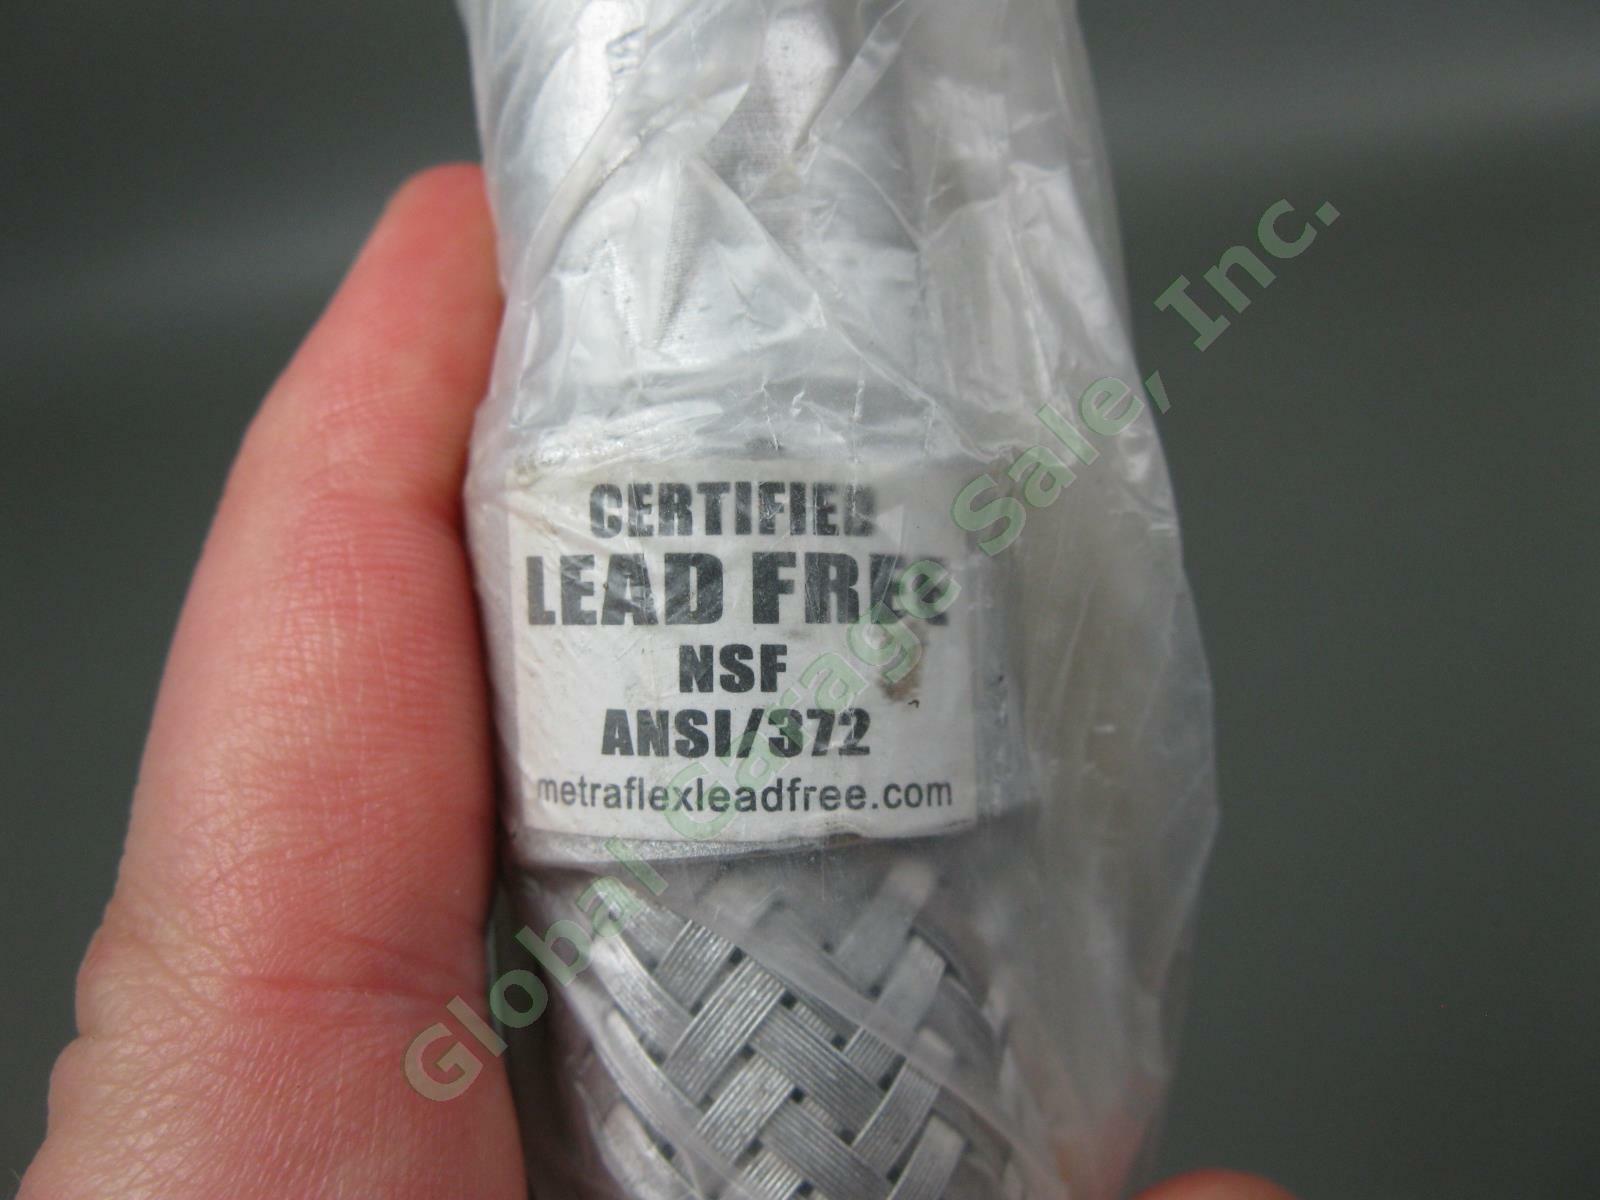 CERTIFIED
LEAD FREE
NSF
ANSI/372
metraflexleadfree.com
Global Garage Sale, Inc.